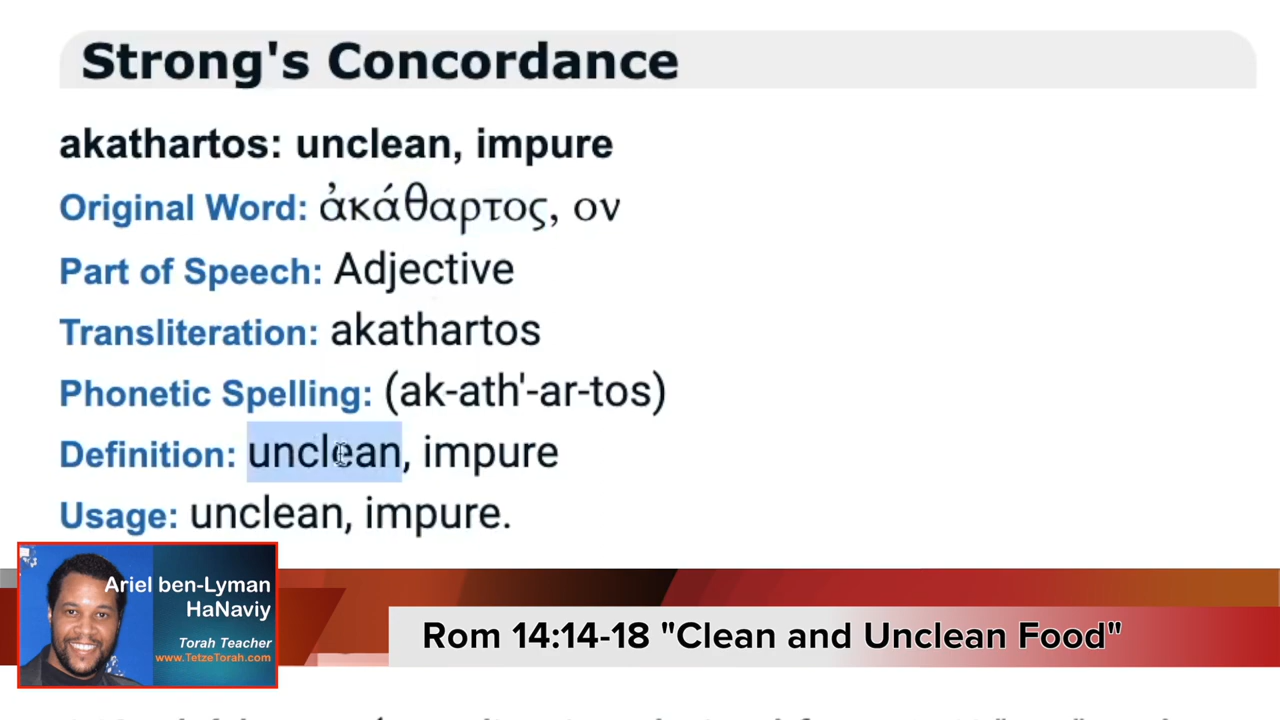 Strong's Concordance
akathartos: unclean, impure
Original Word: ἀκάθαρτος, ον
Part of Speech: Adjective
Transliteration: akathartos
Phonetic Spelling: (ak-ath'-ar-tos)
Definition: unclean, impure
Usage: unclean, impure.
Ariel ben-Lyman
HaNaviy
Torah Teacher
www.TetzeTorah.com
Rom 14:14-18 "Clean and Unclean Food"